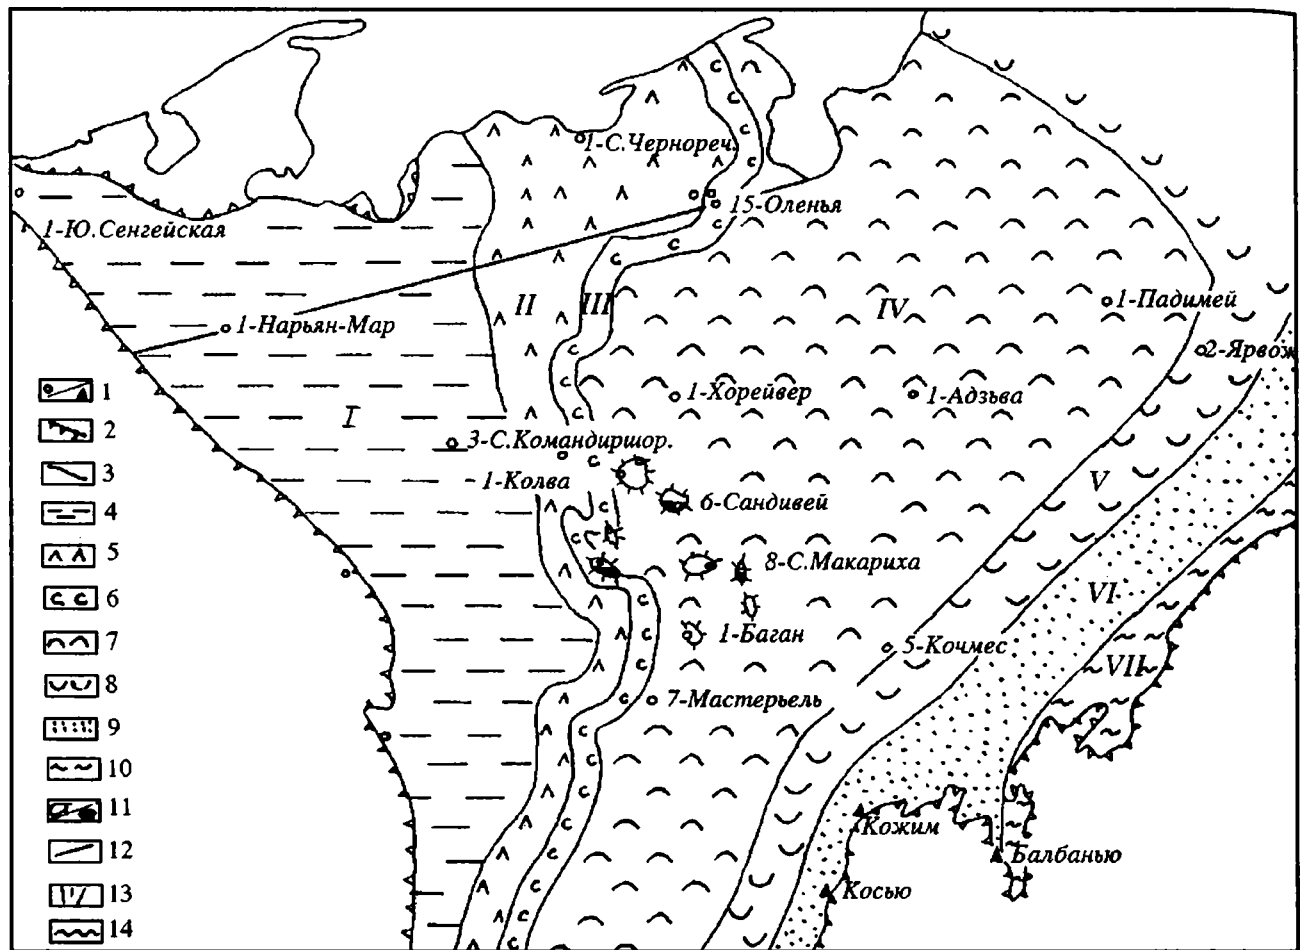 1-С.Чернореч.
15-Оленья
1-Ю.Сенгейская
II
III
IV
1-Падимей
1-Нарьян-Мар
2-Ярвож
1
1-Хорейвер
1-Адзьва
I
2
3-С.Командиршор.
3
1-Колва
V
6-Сандивей
4
5
8-С.Макариха
6
VI
1-Баган
7
5-Кочмес
VII
8
7-Мастерьель
9
10
11
Кожим
12
Балбанью
13
Косью
14